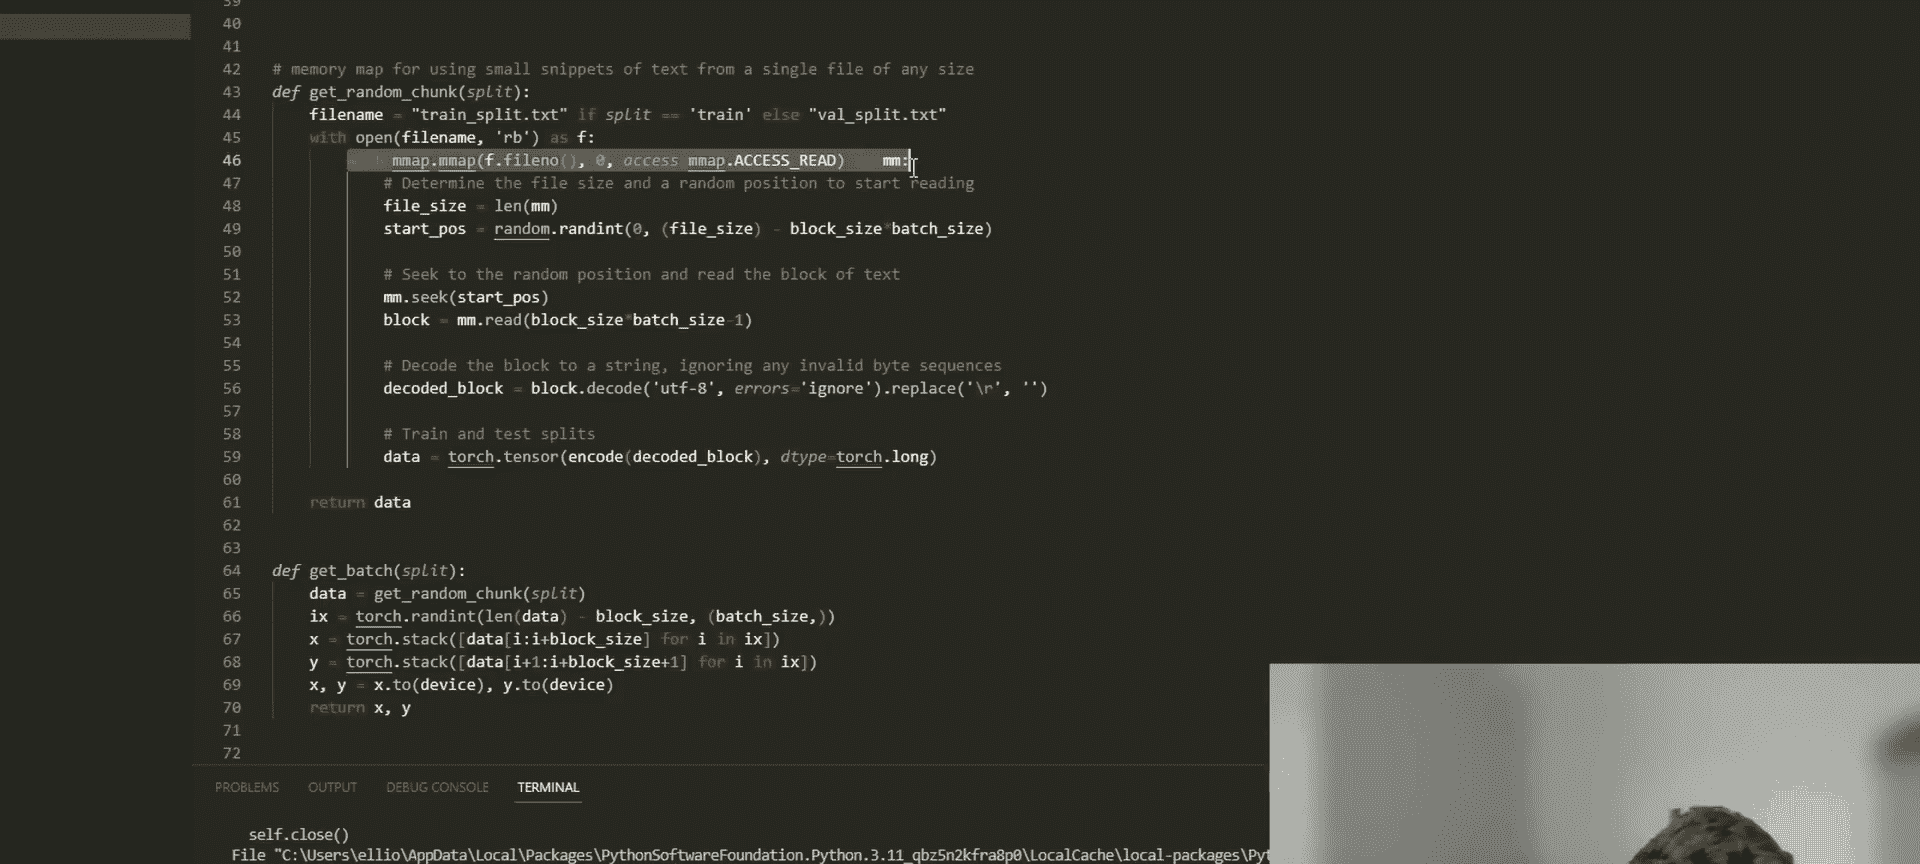 39
40
41
42 # memory map for using small snippets of text from a single file of any size
43 def get_random_chunk(split):
44 filename = "train_split.txt" if split == 'train' else "val_split.txt"
45 with open(filename, 'rb') as f:
46 mmap.mmap(f.fileno(), 0, access mmap.ACCESS_READ) mm:
47 # Determine the file size and a random position to start reading
48 file_size = len(mm)
49 start_pos = random.randint(0, (file_size) - block_size*batch_size)
50
51 # Seek to the random position and read the block of text
52 mm.seek(start_pos)
53 block = mm.read(block_size*batch_size-1)
54
55 # Decode the block to a string, ignoring any invalid byte sequences
56 decoded_block = block.decode('utf-8', errors='ignore').replace('\r', '')
57
58 # Train and test splits
59 data = torch.tensor(encode(decoded_block), dtype=torch.long)
60
61 return data
62
63
64 def get_batch(split):
65 data = get_random_chunk(split)
66 ix = torch.randint(len(data) - block_size, (batch_size,))
67 x = torch.stack([data[i:i+block_size] for i in ix])
68 y = torch.stack([data[i+1:i+block_size+1] for i in ix])
69 x, y = x.to(device), y.to(device)
70 return x, y
71
72
PROBLEMS OUTPUT DEBUG CONSOLE TERMINAL
self.close()
File "C:\Users\ellio\AppData\Local\Packages\PythonSoftwareFoundation.Python.3.11_qbz5n2kfra8p0\LocalCache\local-packages\Pyt